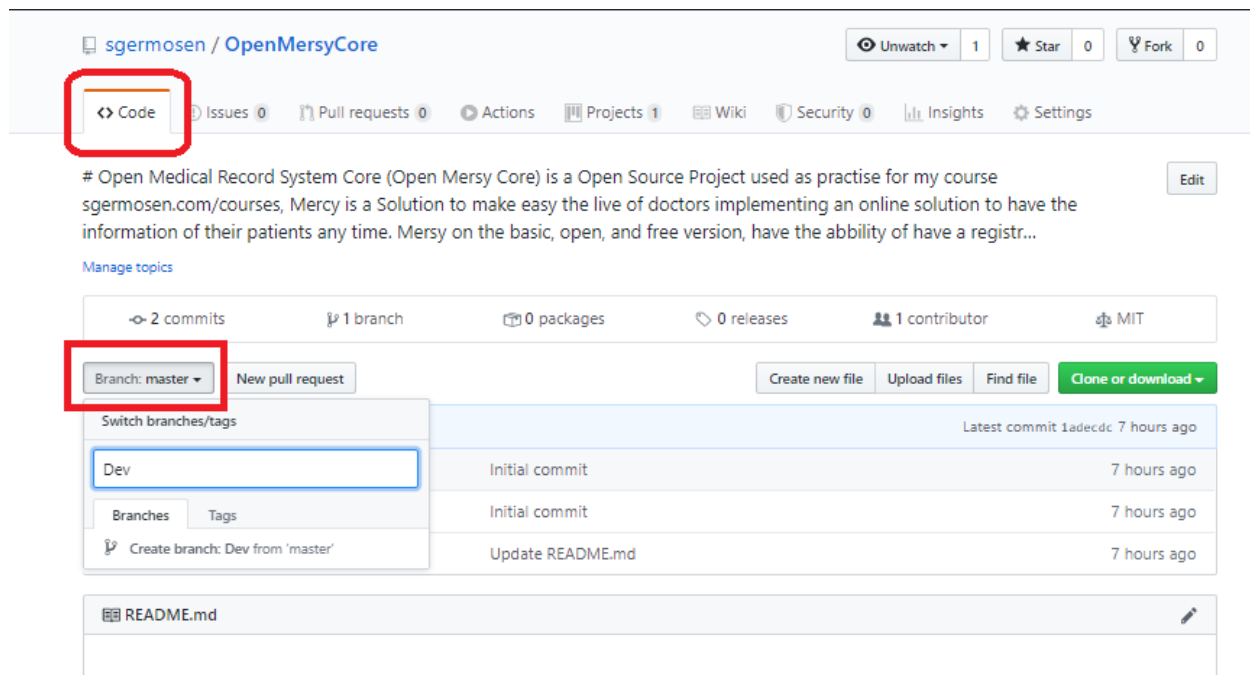 sgermosen / OpenMersyCore
Unwatch 1 Star 0 Fork 0
<> Code Issues 0 Pull requests 0 Actions Projects 1 Wiki Security 0 Insights Settings
# Open Medical Record System Core (Open Mersy Core) is a Open Source Project used as practise for my course
Edit
sgermosen.com/courses, Mercy is a Solution to make easy the live of doctors implementing an online solution to have the
information of their patients any time. Mersy on the basic, open, and free version, have the abbility of have a registr...
Manage topics
2 commits 1 branch 0 packages 0 releases 1 contributor MIT
Branch: master New pull request Create new file Upload files Find file Clone or download
Switch branches/tags
Latest commit 1adecdc 7 hours ago
Dev
Initial commit 7 hours ago
Branches Tags
Initial commit 7 hours ago
Create branch: Dev from 'master'
Update README.md 7 hours ago
README.md